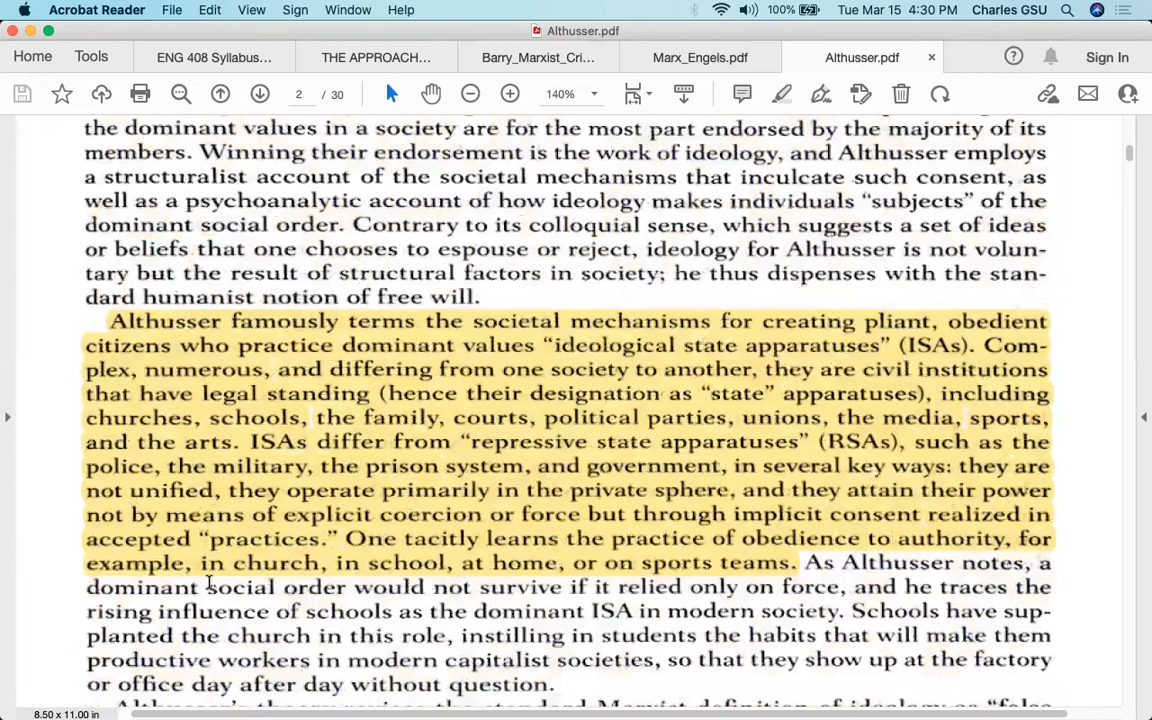 Acrobat Reader File Edit View Sign Window Help 100% Tue Mar 15 4:30 PM Charles GSU
Althusser.pdf
Home Tools ENG 408 Syllabus... THE APPROACH... Barry_Marxist_Cri... Marx_Engels.pdf Althusser.pdf × ? Sign In
2 / 30 140%
the dominant values in a society are for the most part endorsed by the majority of its
members. Winning their endorsement is the work of ideology, and Althusser employs
a structuralist account of the societal mechanisms that inculcate such consent, as
well as a psychoanalytic account of how ideology makes individuals “subjects” of the
dominant social order. Contrary to its colloquial sense, which suggests a set of ideas
or beliefs that one chooses to espouse or reject, ideology for Althusser is not volun-
tary but the result of structural factors in society; he thus dispenses with the stan-
dard humanist notion of free will.
Althusser famously terms the societal mechanisms for creating pliant, obedient
citizens who practice dominant values “ideological state apparatuses” (ISAs). Com-
plex, numerous, and differing from one society to another, they are civil institutions
that have legal standing (hence their designation as “state” apparatuses), including
churches, schools, the family, courts, political parties, unions, the media, sports,
and the arts. ISAs differ from “repressive state apparatuses” (RSAs), such as the
police, the military, the prison system, and government, in several key ways: they are
not unified, they operate primarily in the private sphere, and they attain their power
not by means of explicit coercion or force but through implicit consent realized in
accepted “practices.” One tacitly learns the practice of obedience to authority, for
example, in church, in school, at home, or on sports teams. As Althusser notes, a
dominant social order would not survive if it relied only on force, and he traces the
rising influence of schools as the dominant ISA in modern society. Schools have sup-
planted the church in this role, instilling in students the habits that will make them
productive workers in modern capitalist societies, so that they show up at the factory
or office day after day without question.
Althusser's theory revises the standard Marxist definition of ideology as “false
8.50 x 11.00 in